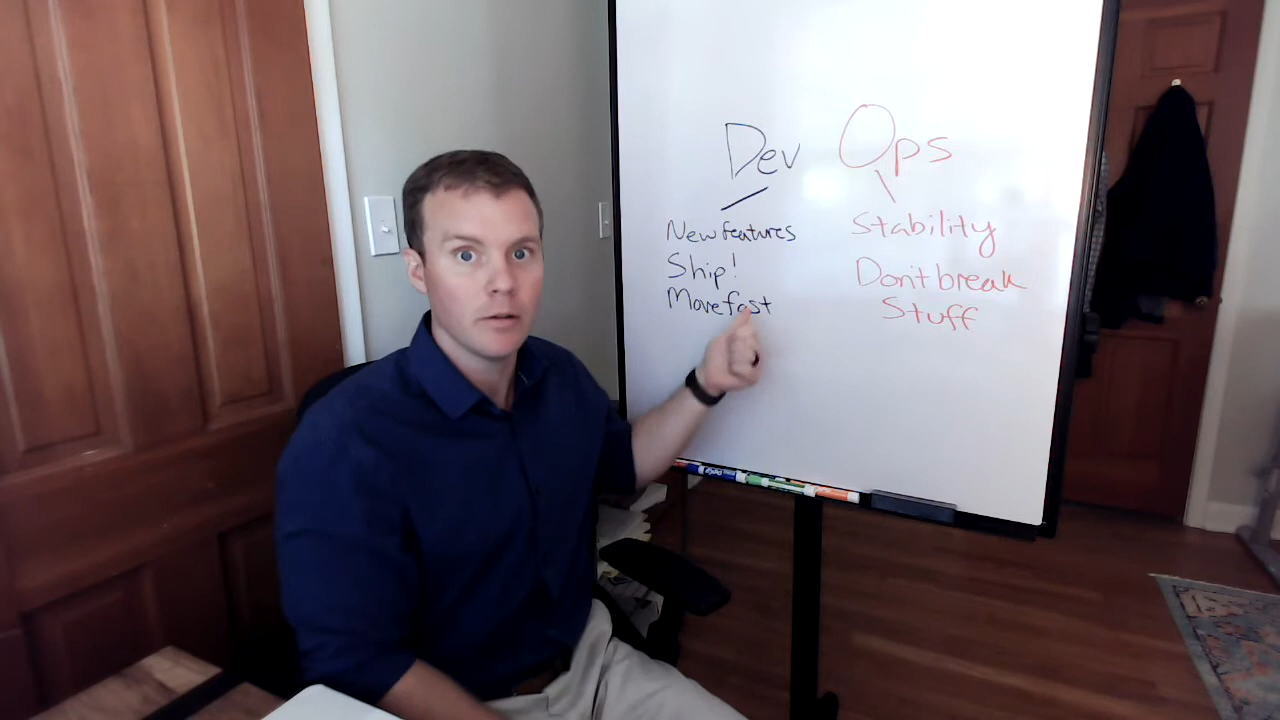 Dev Ops
New features
Ship!
Move fast
Stability
Don't break
Stuff